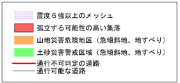 震度6強以上のメッシュ
孤立する可能性の高い集落
山地災害危険地区（急傾斜地、地すべり）
土砂災害警戒区域（急傾斜地、地すべり）
通行不可判定の道路
通行可能な道路